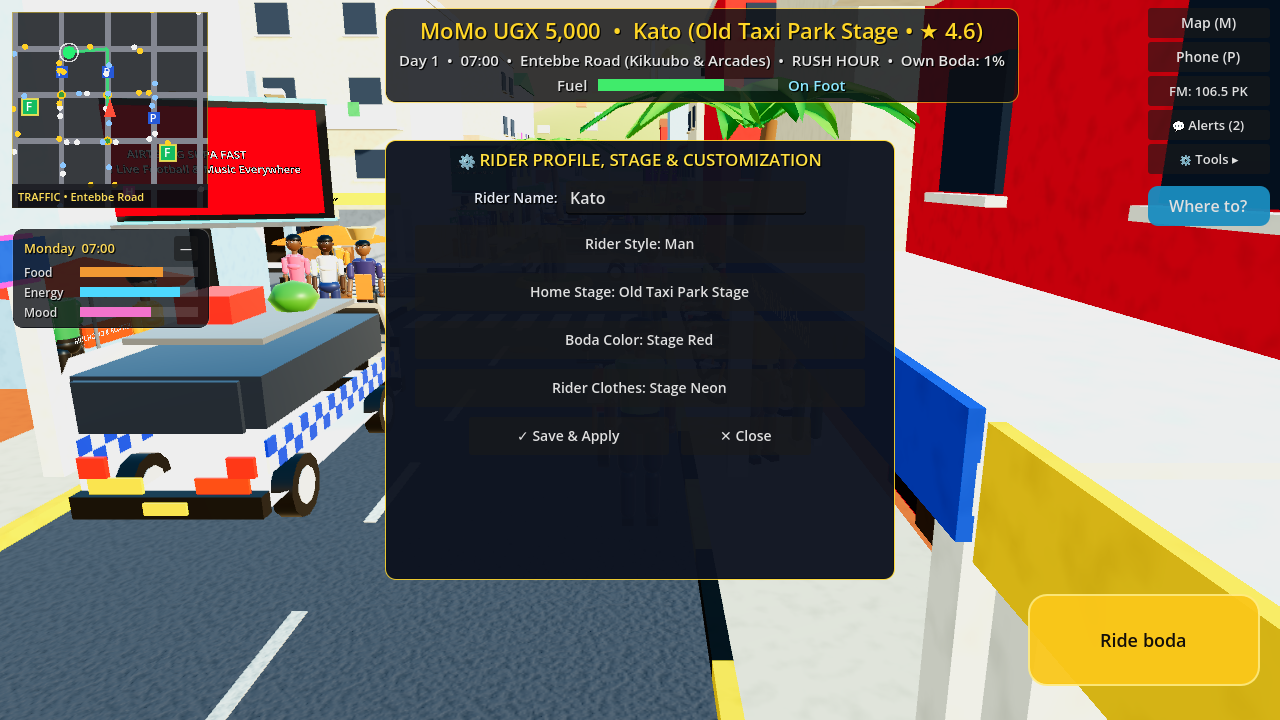 MoMo UGX 5,000 • Kato (Old Taxi Park Stage • ★ 4.6)
Day 1 • 07:00 • Entebbe Road (Kikuubo & Arcades) • RUSH HOUR • Own Boda: 1%
Fuel On Foot
Map (M)
Phone (P)
FM: 106.5 PK
💬 Alerts (2)
⚙️ Tools ▸
Where to?
F
P
F
P
TRAFFIC • Entebbe Road
Live Football & Music Everywhere
Monday 07:00
—
Food
Energy
Mood
⚙️ RIDER PROFILE, STAGE & CUSTOMIZATION
Rider Name: Kato
Rider Style: Man
Home Stage: Old Taxi Park Stage
Boda Color: Stage Red
Rider Clothes: Stage Neon
✓ Save & Apply
✕ Close
Ride boda